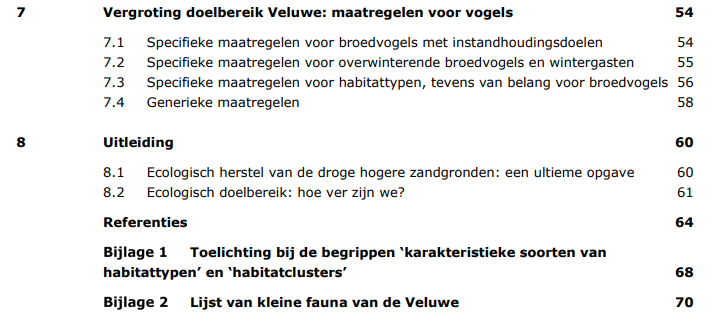 7 Vergroting doelbereik Veluwe: maatregelen voor vogels 54
7.1 Specifieke maatregelen voor broedvogels met instandhoudingsdoelen 54
7.2 Specifieke maatregelen voor overwinterende broedvogels en wintergasten 55
7.3 Specifieke maatregelen voor habitattypen, tevens van belang voor broedvogels 56
7.4 Generieke maatregelen 58
8 Uitleiding 60
8.1 Ecologisch herstel van de droge hogere zandgronden: een ultieme opgave 60
8.2 Ecologisch doelbereik: hoe ver zijn we? 61
Referenties 64
Bijlage 1 Toelichting bij de begrippen ‘karakteristieke soorten van
habitattypen’ en ‘habitatclusters’ 68
Bijlage 2 Lijst van kleine fauna van de Veluwe 70